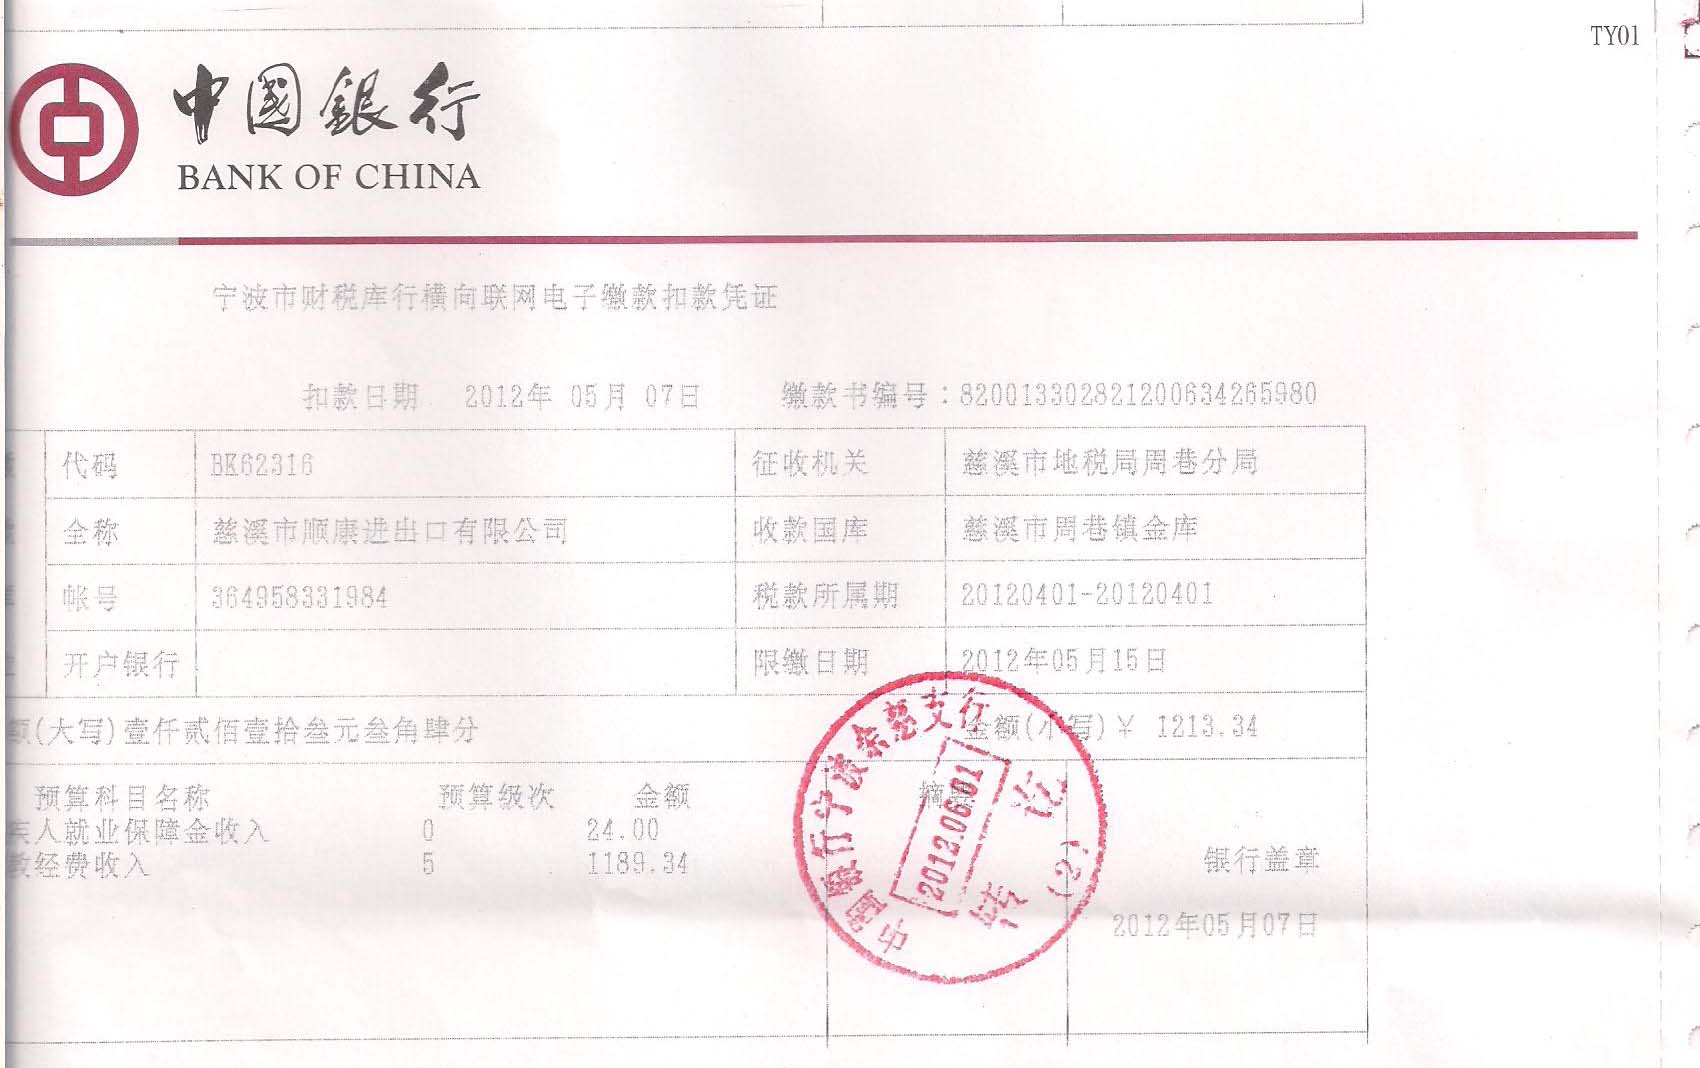 TY01
中國銀行
BANK OF CHINA
宁波市财税库行横向联网电子缴款扣款凭证
扣款日期 2012年 05月 07日 缴款书编号：820013302821200634265980
代码 BK62316 征收机关 慈溪市地税局周巷分局
全称 慈溪市顺康进出口有限公司 收款国库 慈溪市周巷镇金库
帐号 364958331984 税款所属期 20120401-20120401
开户银行 限缴日期 2012年05月15日
额(大写)壹仟贰佰壹拾叁元叁角肆分 金额(小写)￥ 1213.34
预算科目名称 预算级次 金额 摘要
疾人就业保障金收入 0 24.00
教经费收入 5 1189.34
银行盖章
2012年05月07日
中国银行宁波余慈支行
2012.06.01
转讫
(2)